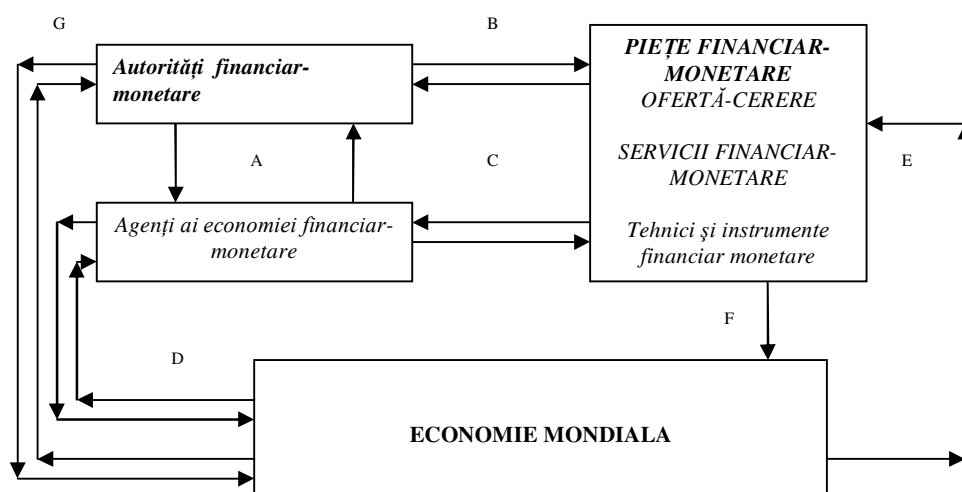 G
B
Autorități financiar-
monetare
PIEȚE FINANCIAR-
MONETARE
OFERTĂ-CERERE
SERVICII FINANCIAR-
MONETARE
Tehnici şi instrumente
financiar monetare
A
C
E
Agenți ai economiei financiar-
monetare
F
D
ECONOMIE MONDIALA